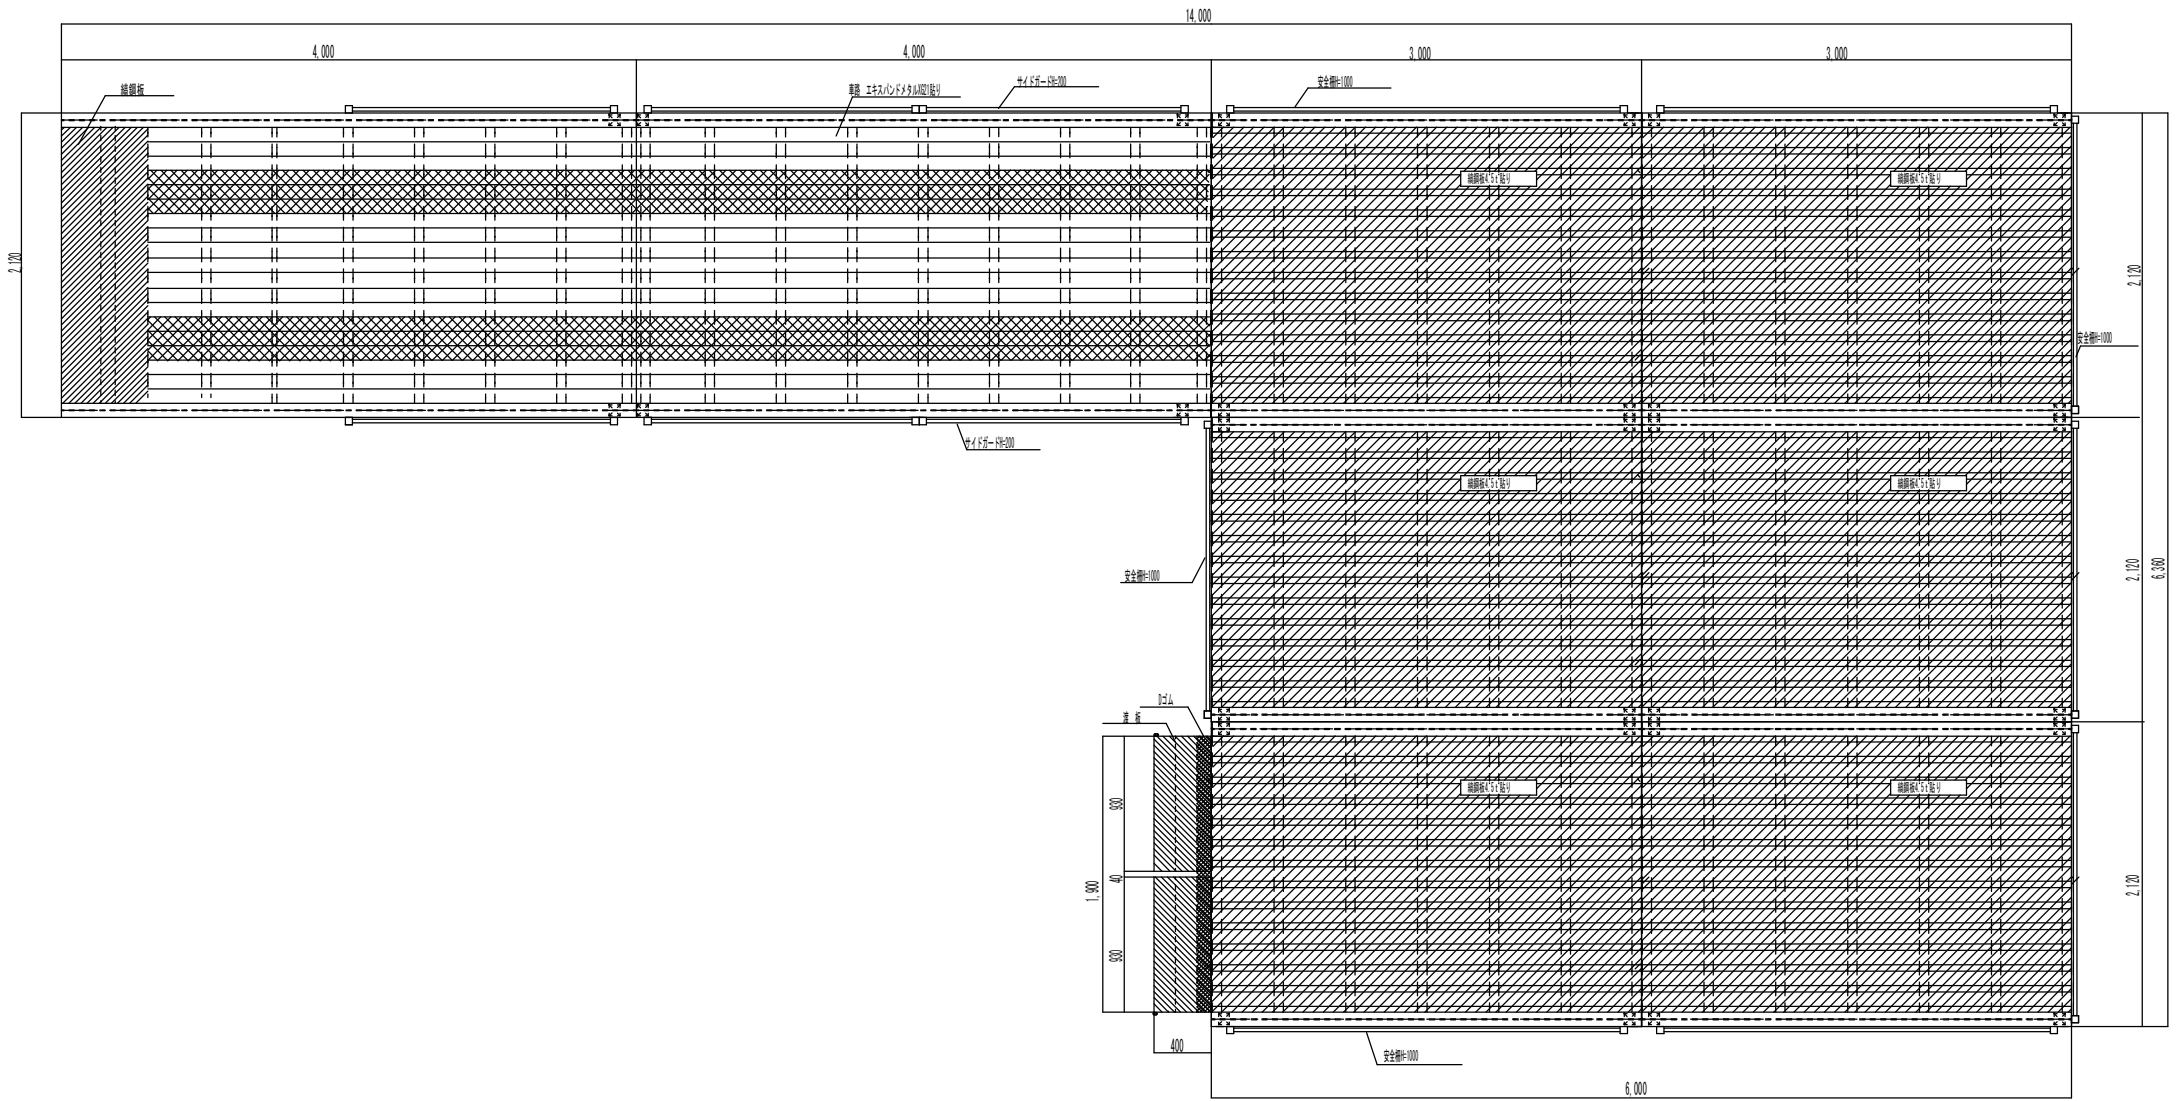 14,000
4,000
4,000
3,000
3,000
縞鋼板
車路 エキスパンドメタルXG21貼り
サイドガードH=200
安全柵H=1000
縞鋼板4.5t貼り
縞鋼板4.5t貼り
2,120
2,120
安全柵H=1000
サイドガードH=200
縞鋼板4.5t貼り
縞鋼板4.5t貼り
安全柵H=1000
2,120
6,360
Dゴム
渡 板
縞鋼板4.5t貼り
縞鋼板4.5t貼り
930
40
1,900
930
2,120
400
安全柵H=1000
6,000